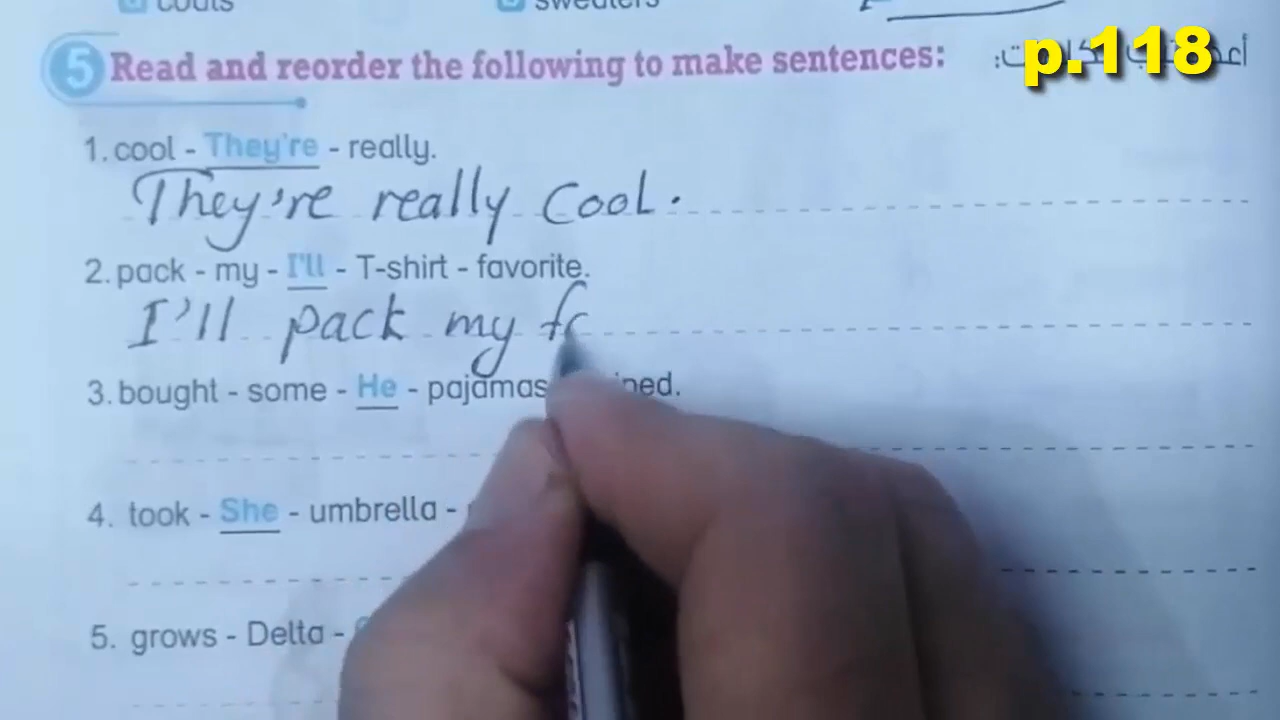 coats sweaters
5 Read and reorder the following to make sentences:
p.118
1. cool - They're - really.
They're really cool.
2. pack - my - I'll - T-shirt - favorite.
I'll pack my fa
3. bought - some - He - pajamas
4. took - She - umbrella -
5. grows - Delta -